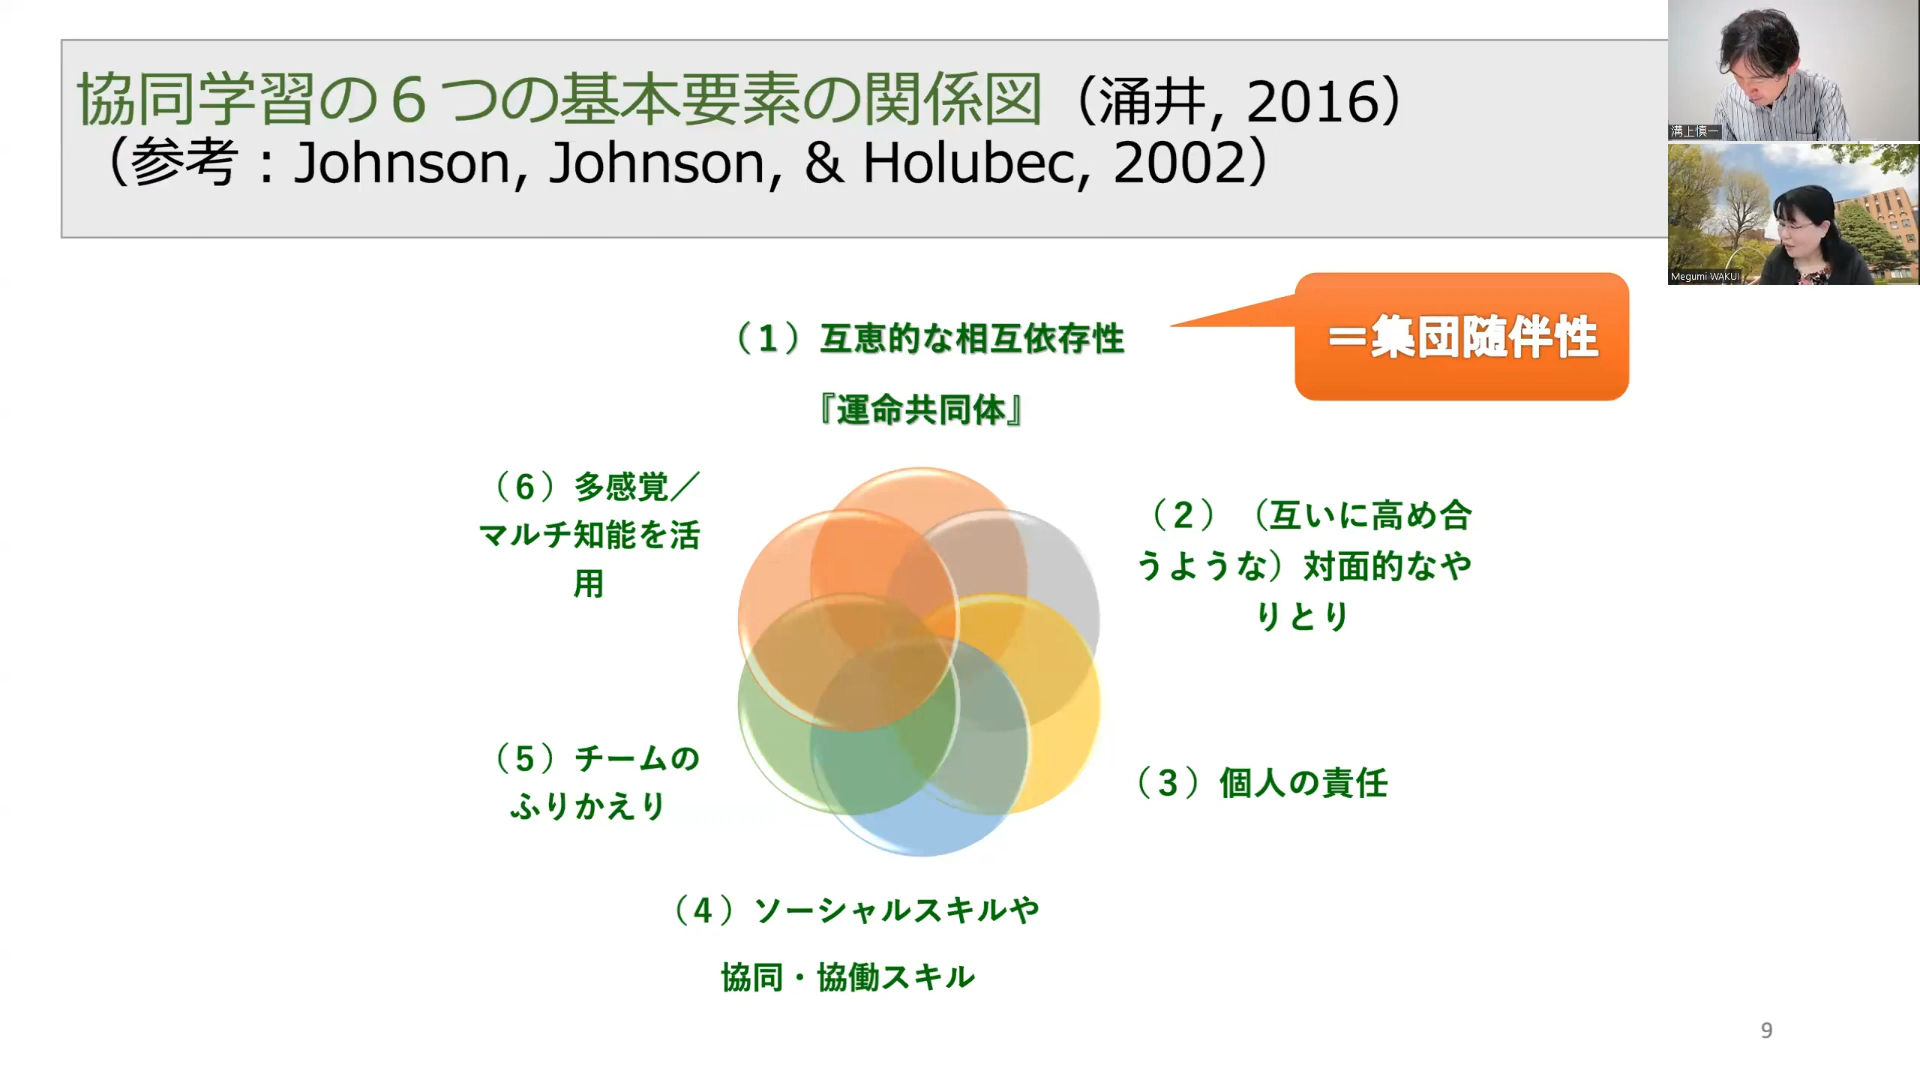 協同学習の６つの基本要素の関係図（涌井, 2016）
（参考：Johnson, Johnson, & Holubec, 2002）
溝上慎一
Megumi WAKUI
（１）互恵的な相互依存性
『運命共同体』
＝集団随伴性
（２）（互いに高め合
うような）対面的なや
りとり
（３）個人の責任
（４）ソーシャルスキルや
協同・協働スキル
（５）チームの
ふりかえり
（６）多感覚／
マルチ知能を活
用
9